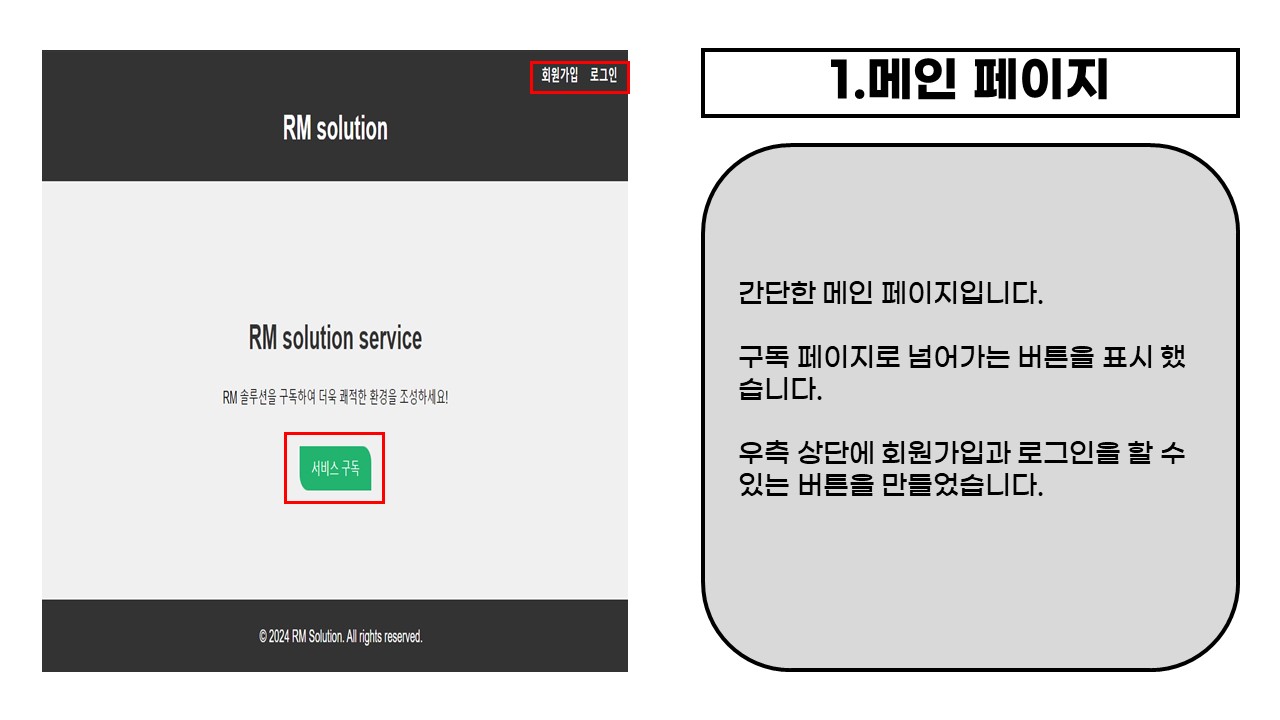 회원가입 로그인
RM solution
RM solution service
RM 솔루션을 구독하여 더욱 쾌적한 환경을 조성하세요!
서비스 구독
© 2024 RM Solution. All rights reserved.
1.메인 페이지
간단한 메인 페이지입니다.
구독 페이지로 넘어가는 버튼을 표시 했
습니다.
우측 상단에 회원가입과 로그인을 할 수
있는 버튼을 만들었습니다.